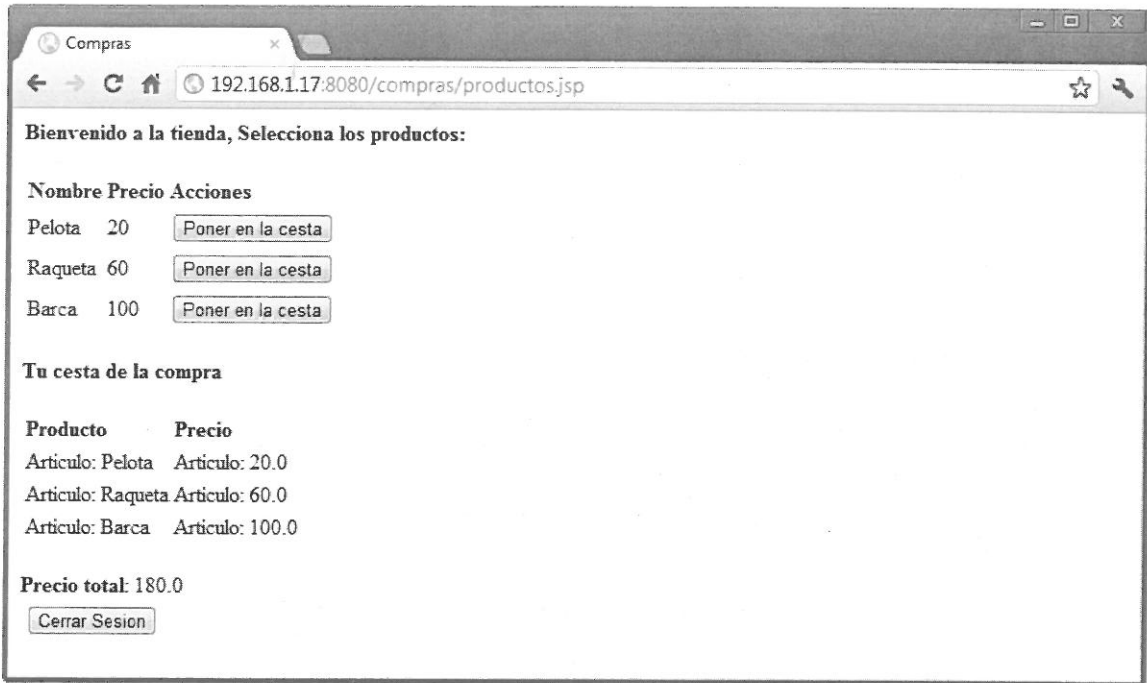 Compras
192.168.1.17:8080/compras/productos.jsp
Bienvenido a la tienda, Selecciona los productos:
Nombre Precio Acciones
Pelota 20 Poner en la cesta
Raqueta 60 Poner en la cesta
Barca 100 Poner en la cesta
Tu cesta de la compra
Producto Precio
Articulo: Pelota Articulo: 20.0
Articulo: Raqueta Articulo: 60.0
Articulo: Barca Articulo: 100.0
Precio total: 180.0
Cerrar Sesion